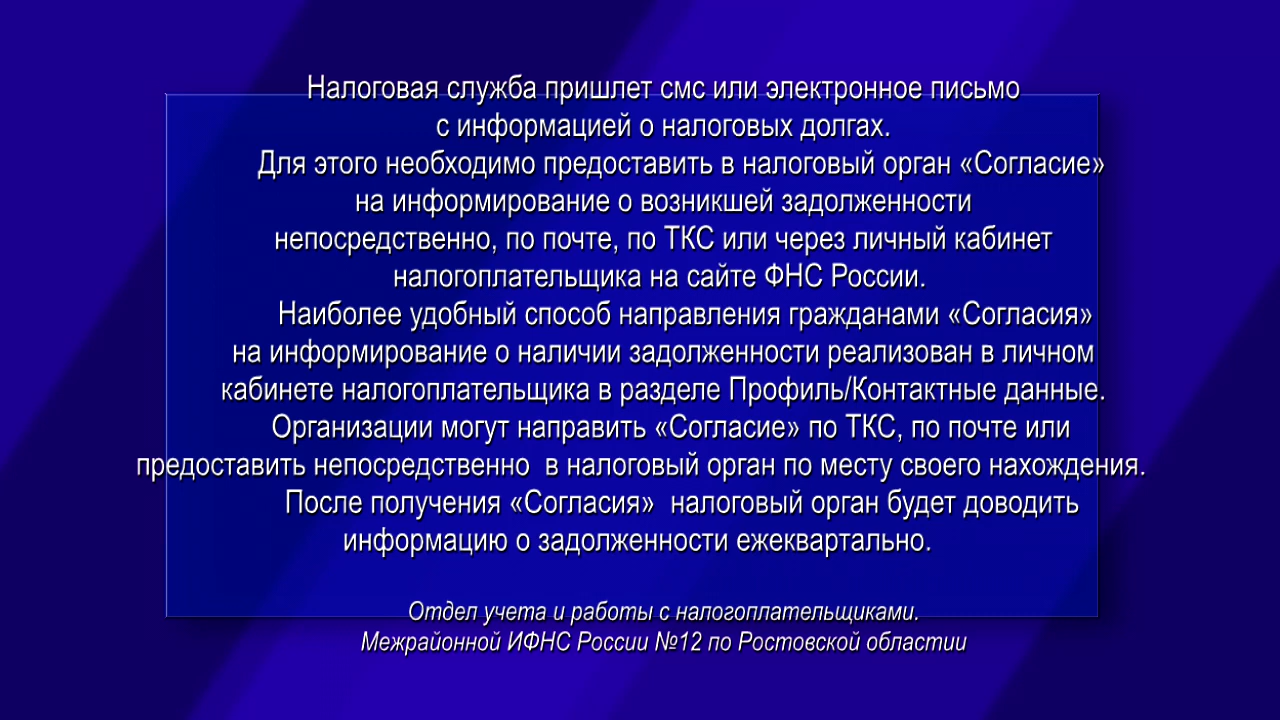 Налоговая служба пришлет смс или электронное письмо
с информацией о налоговых долгах.
Для этого необходимо предоставить в налоговый орган «Согласие»
на информирование о возникшей задолженности
непосредственно, по почте, по ТКС или через личный кабинет
налогоплательщика на сайте ФНС России.
Наиболее удобный способ направления гражданами «Согласия»
на информирование о наличии задолженности реализован в личном
кабинете налогоплательщика в разделе Профиль/Контактные данные.
Организации могут направить «Согласие» по ТКС, по почте или
предоставить непосредственно  в налоговый орган по месту своего нахождения.
После получения «Согласия»  налоговый орган будет доводить
информацию о задолженности ежеквартально.
Отдел учета и работы с налогоплательщиками.
Межрайонной ИФНС России №12 по Ростовской областии